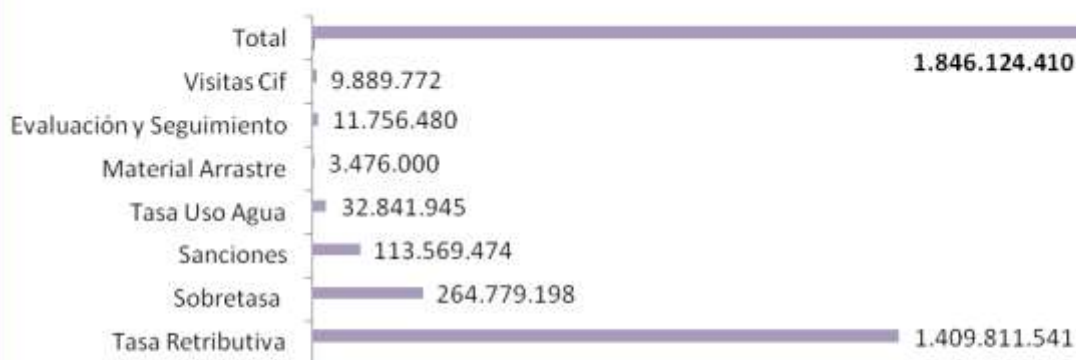 Total 1.846.124.410
Visitas Cif 9.889.772
Evaluación y Seguimiento 11.756.480
Material Arrastre 3.476.000
Tasa Uso Agua 32.841.945
Sanciones 113.569.474
Sobretasa 264.779.198
Tasa Retributiva 1.409.811.541